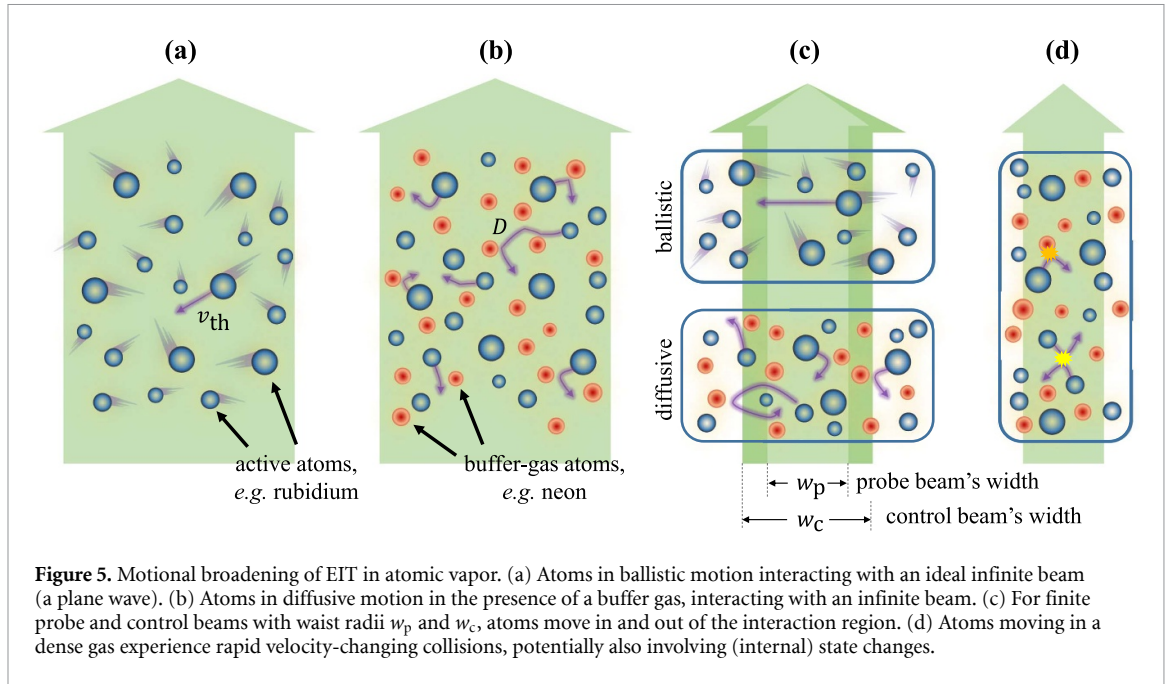 (a)
(b)
(c)
(d)
v_th
D
ballistic
diffusive
active atoms,
e.g. rubidium
buffer-gas atoms,
e.g. neon
w_p probe beam's width
w_c control beam's width
Figure 5. Motional broadening of EIT in atomic vapor. (a) Atoms in ballistic motion interacting with an ideal infinite beam
(a plane wave). (b) Atoms in diffusive motion in the presence of a buffer gas, interacting with an infinite beam. (c) For finite
probe and control beams with waist radii w_p and w_c, atoms move in and out of the interaction region. (d) Atoms moving in a
dense gas experience rapid velocity-changing collisions, potentially also involving (internal) state changes.